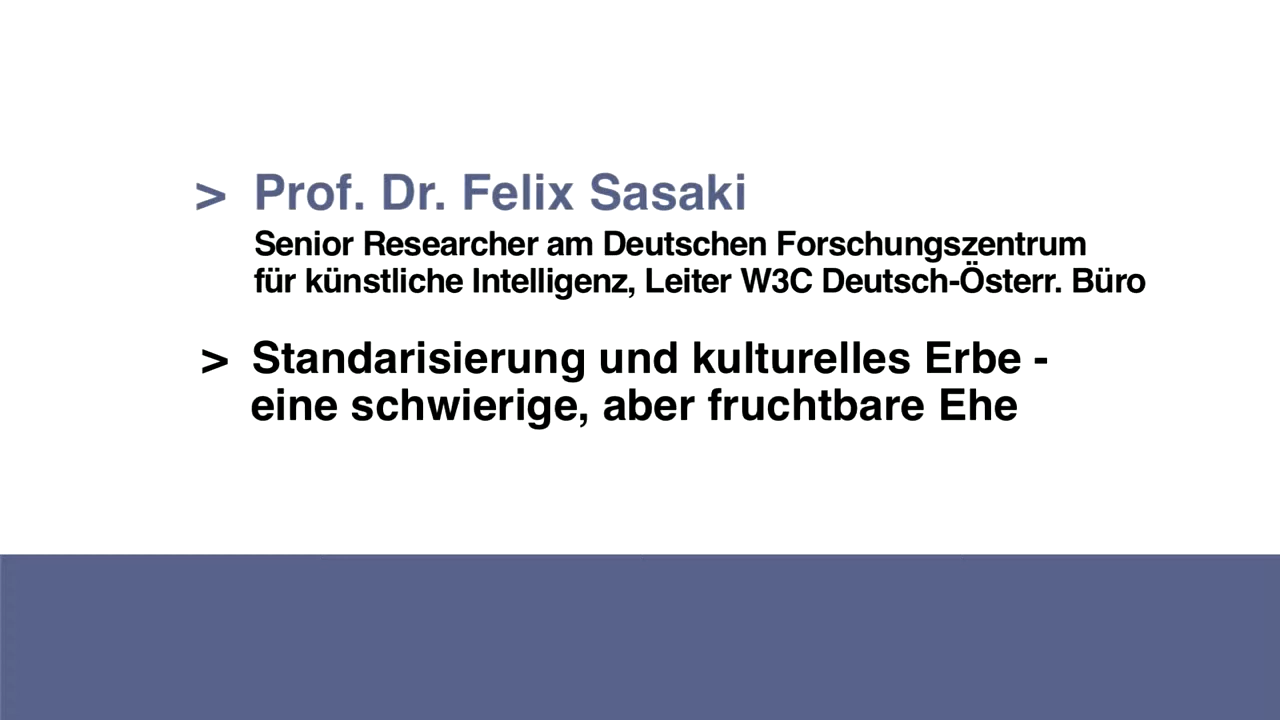 > Prof. Dr. Felix Sasaki
Senior Researcher am Deutschen Forschungszentrum
für künstliche Intelligenz, Leiter W3C Deutsch-Österr. Büro
> Standarisierung und kulturelles Erbe -
eine schwierige, aber fruchtbare Ehe